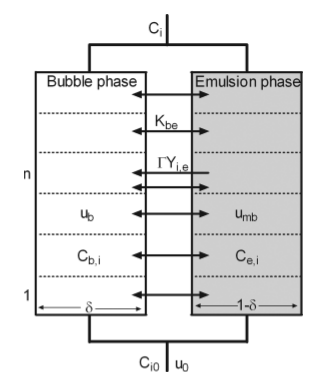 Ci
Bubble phase Emulsion phase
Kbe
ΓYi,e
n
ub umb
Cb,i Ce,i
1
δ 1-δ
Ci0 u0